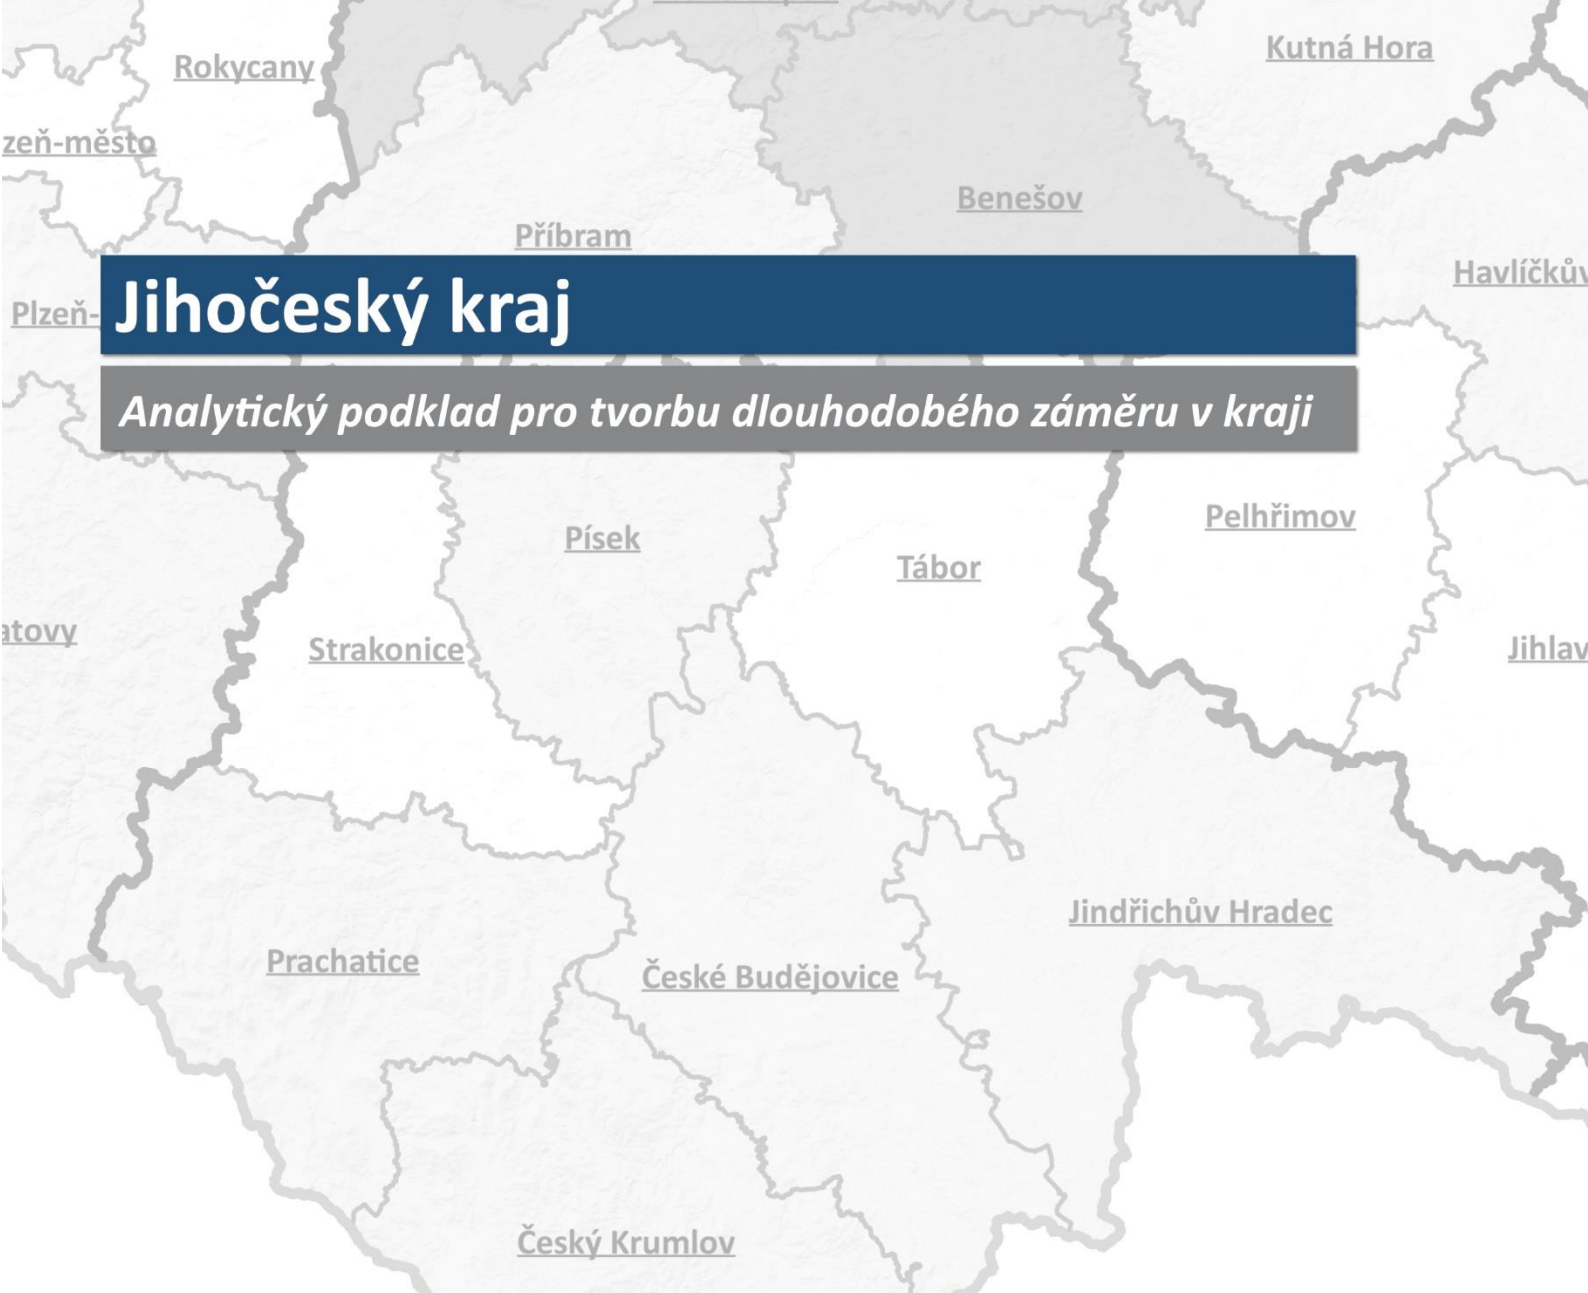 Kutná Hora
Rokycany
zeň-město
Benešov
Příbram
Havlíčkův
Plzeň-
Jihočeský kraj
Analytický podklad pro tvorbu dlouhodobého záměru v kraji
Pelhřimov
Písek
Tábor
atovy
Strakonice
Jihlav
Jindřichův Hradec
Prachatice
České Budějovice
Český Krumlov